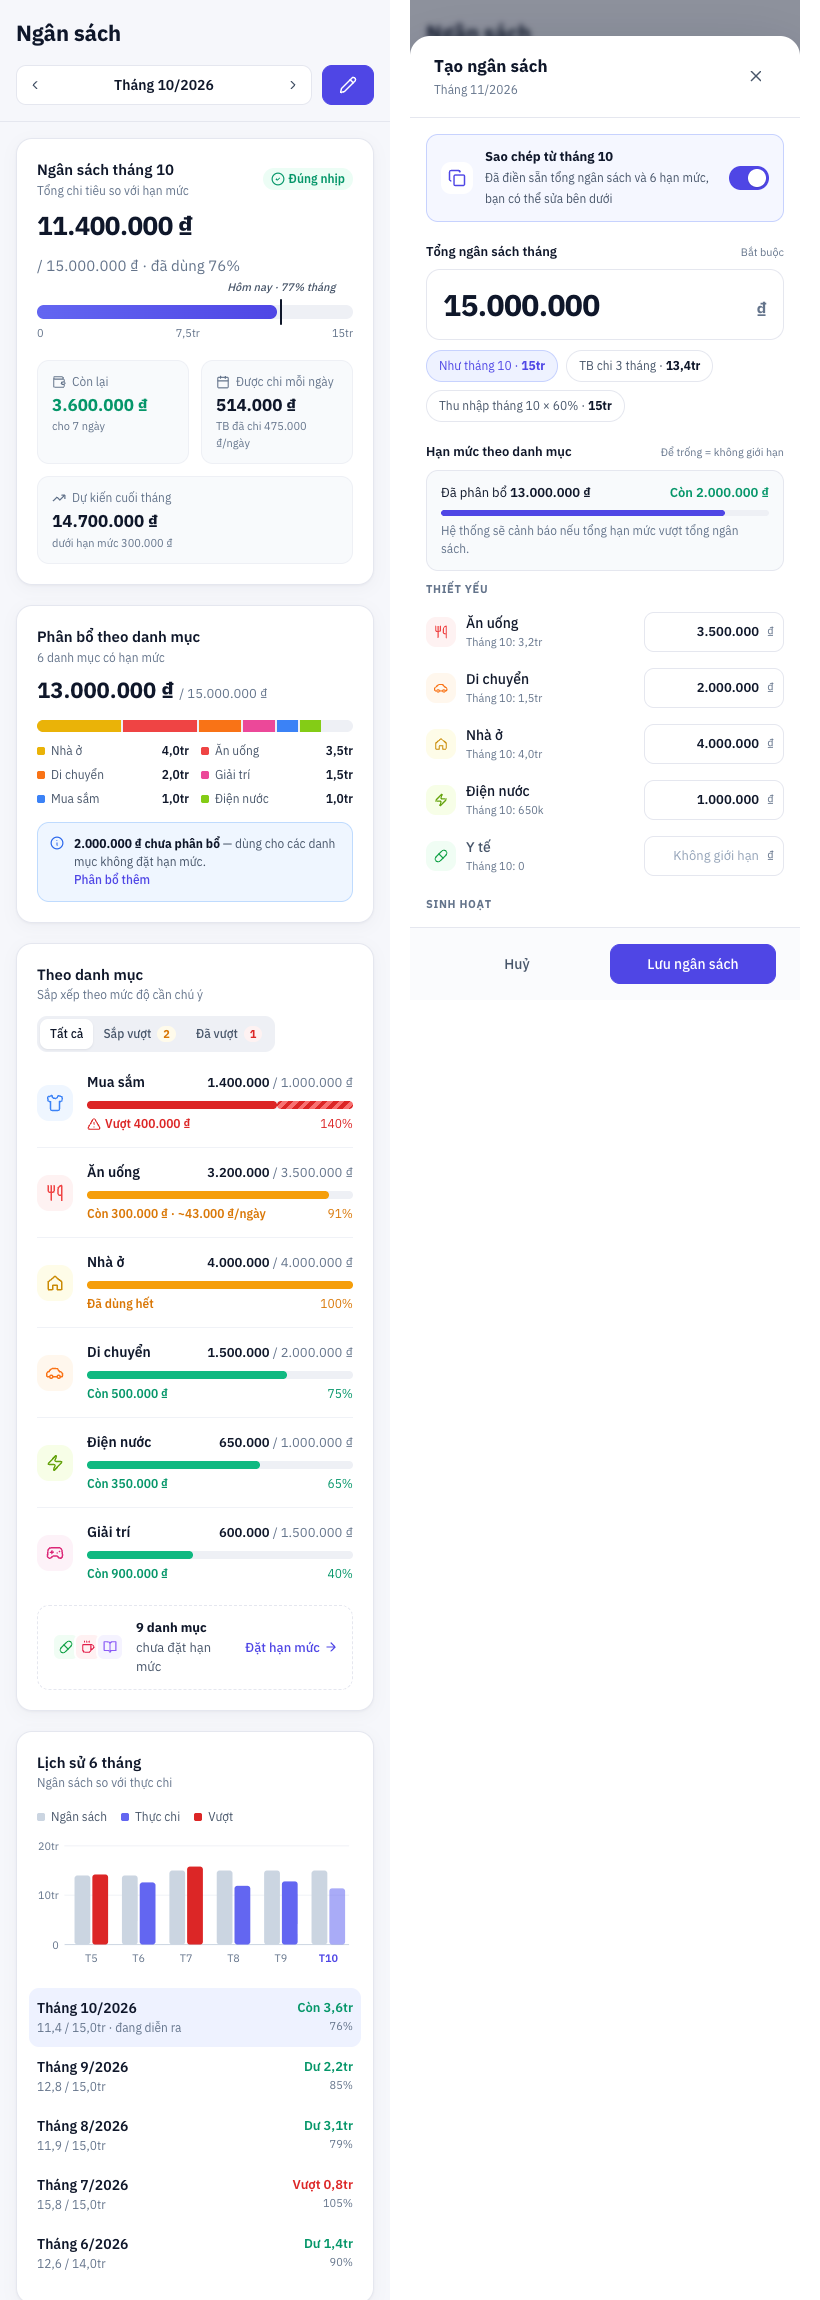 Ngân sách
Tháng 10/2026
Ngân sách tháng 10
Tổng chi tiêu so với hạn mức
Đúng nhịp
11.400.000 ₫
/ 15.000.000 ₫ · đã dùng 76%
Hôm nay · 77% tháng
0 7,5tr 15tr
Còn lại
3.600.000 ₫
cho 7 ngày
Được chi mỗi ngày
514.000 ₫
TB đã chi 475.000
₫/ngày
Dự kiến cuối tháng
14.700.000 ₫
dưới hạn mức 300.000 ₫
Phân bổ theo danh mục
6 danh mục có hạn mức
13.000.000 ₫ / 15.000.000 ₫
Nhà ở 4,0tr Ăn uống 3,5tr
Di chuyển 2,0tr Giải trí 1,5tr
Mua sắm 1,0tr Điện nước 1,0tr
2.000.000 ₫ chưa phân bổ — dùng cho các danh
mục không đặt hạn mức.
Phân bổ thêm
Theo danh mục
Sắp xếp theo mức độ cần chú ý
Tất cả Sắp vượt 2 Đã vượt 1
Mua sắm 1.400.000 / 1.000.000 ₫
Vượt 400.000 ₫ 140%
Ăn uống 3.200.000 / 3.500.000 ₫
Còn 300.000 ₫ · ~43.000 ₫/ngày 91%
Nhà ở 4.000.000 / 4.000.000 ₫
Đã dùng hết 100%
Di chuyển 1.500.000 / 2.000.000 ₫
Còn 500.000 ₫ 75%
Điện nước 650.000 / 1.000.000 ₫
Còn 350.000 ₫ 65%
Giải trí 600.000 / 1.500.000 ₫
Còn 900.000 ₫ 40%
9 danh mục
chưa đặt hạn
mức
Đặt hạn mức →
Lịch sử 6 tháng
Ngân sách so với thực chi
Ngân sách Thực chi Vượt
20tr
10tr
0
T5 T6 T7 T8 T9 T10
Tháng 10/2026 Còn 3,6tr
11,4 / 15,0tr · đang diễn ra 76%
Tháng 9/2026 Dư 2,2tr
12,8 / 15,0tr 85%
Tháng 8/2026 Dư 3,1tr
11,9 / 15,0tr 79%
Tháng 7/2026 Vượt 0,8tr
15,8 / 15,0tr 105%
Tháng 6/2026 Dư 1,4tr
12,6 / 14,0tr 90%
Ngân sách
Tạo ngân sách
Tháng 11/2026
Sao chép từ tháng 10
Đã điền sẵn tổng ngân sách và 6 hạn mức,
bạn có thể sửa bên dưới
Tổng ngân sách tháng Bắt buộc
15.000.000 ₫
Như tháng 10 · 15tr TB chi 3 tháng · 13,4tr
Thu nhập tháng 10 × 60% · 15tr
Hạn mức theo danh mục Để trống = không giới hạn
Đã phân bổ 13.000.000 ₫ Còn 2.000.000 ₫
Hệ thống sẽ cảnh báo nếu tổng hạn mức vượt tổng ngân
sách.
THIẾT YẾU
Ăn uống 3.500.000 ₫
Tháng 10: 3,2tr
Di chuyển 2.000.000 ₫
Tháng 10: 1,5tr
Nhà ở 4.000.000 ₫
Tháng 10: 4,0tr
Điện nước 1.000.000 ₫
Tháng 10: 650k
Y tế Không giới hạn ₫
Tháng 10: 0
SINH HOẠT
Huỷ Lưu ngân sách